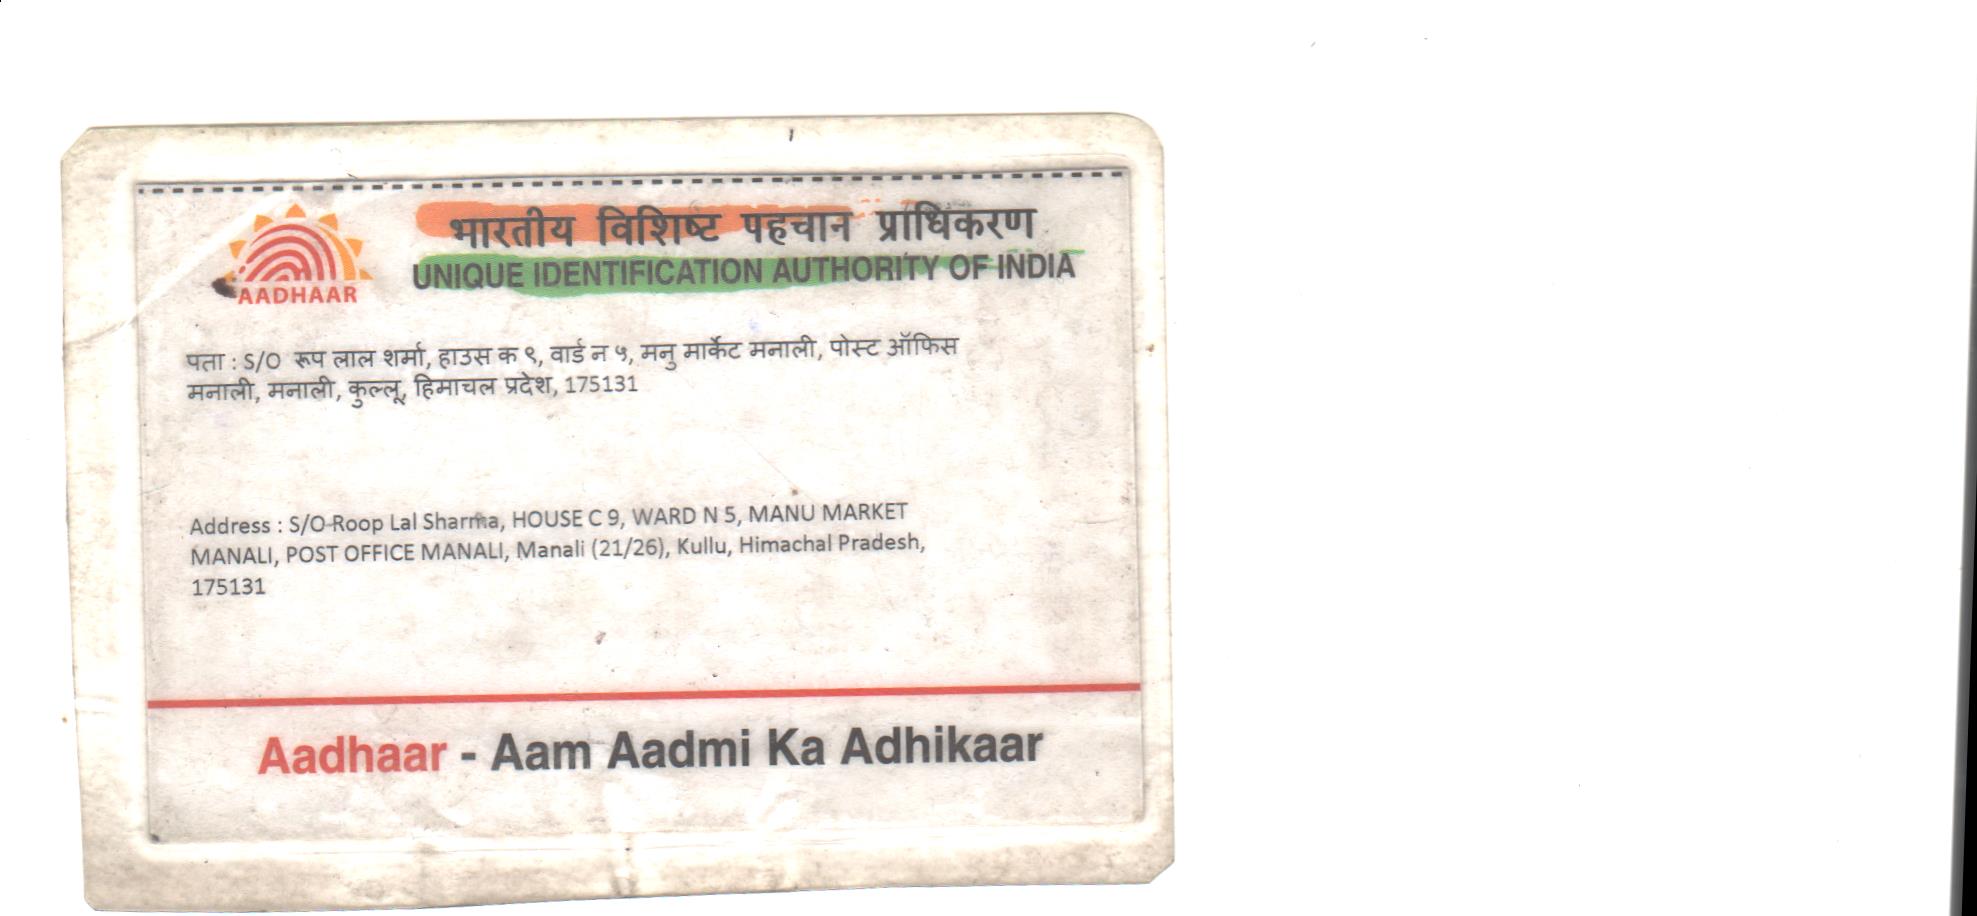 भारतीय विशिष्ट पहचान प्राधिकरण
UNIQUE IDENTIFICATION AUTHORITY OF INDIA
AADHAAR
पता : S/O रूप लाल शर्मा, हाउस क ९, वार्ड न ५, मनु मार्केट मनाली, पोस्ट ऑफिस
मनाली, मनाली, कुल्लू, हिमाचल प्रदेश, 175131
Address : S/O Roop Lal Sharma, HOUSE C 9, WARD N 5, MANU MARKET
MANALI, POST OFFICE MANALI, Manali (21/26), Kullu, Himachal Pradesh,
175131
Aadhaar - Aam Aadmi Ka Adhikaar